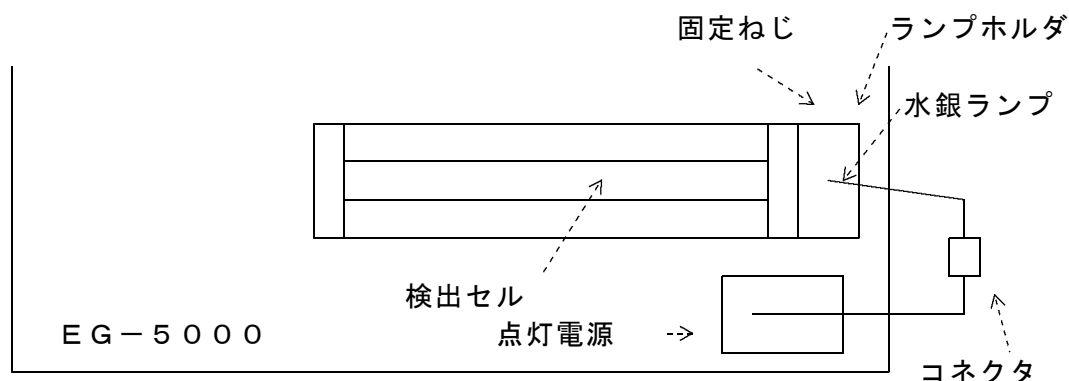 固定ねじ
ランプホルダ
水銀ランプ
検出セル
点灯電源
EG－5000
コネクタ